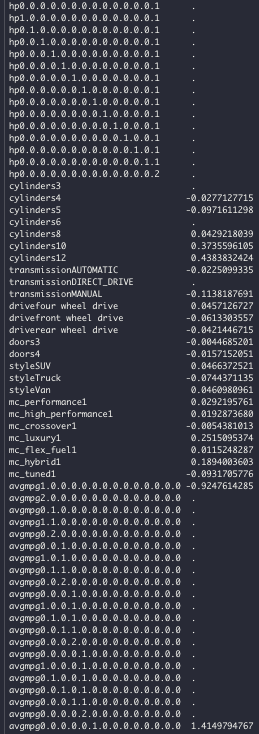 hp0.0.0.0.0.0.0.0.0.0.0.0.0.1 .
hp1.0.0.0.0.0.0.0.0.0.0.0.0.1 .
hp0.1.0.0.0.0.0.0.0.0.0.0.0.1 .
hp0.0.1.0.0.0.0.0.0.0.0.0.0.1 .
hp0.0.0.1.0.0.0.0.0.0.0.0.0.1 .
hp0.0.0.0.1.0.0.0.0.0.0.0.0.1 .
hp0.0.0.0.0.1.0.0.0.0.0.0.0.1 .
hp0.0.0.0.0.0.1.0.0.0.0.0.0.1 .
hp0.0.0.0.0.0.0.1.0.0.0.0.0.1 .
hp0.0.0.0.0.0.0.0.1.0.0.0.0.1 .
hp0.0.0.0.0.0.0.0.0.1.0.0.0.1 .
hp0.0.0.0.0.0.0.0.0.0.1.0.0.1 .
hp0.0.0.0.0.0.0.0.0.0.0.1.0.1 .
hp0.0.0.0.0.0.0.0.0.0.0.0.1.1 .
hp0.0.0.0.0.0.0.0.0.0.0.0.0.2 .
cylinders3 .
cylinders4 -0.0277127715
cylinders5 -0.0971611298
cylinders6 .
cylinders8 0.0429218039
cylinders10 0.3735596105
cylinders12 0.4383832424
transmissionAUTOMATIC -0.0225099335
transmissionDIRECT_DRIVE .
transmissionMANUAL -0.1138187691
drivefour wheel drive 0.0457126727
drivefront wheel drive -0.0613303557
driverear wheel drive -0.0421446715
doors3 -0.0044685201
doors4 -0.0157152051
styleSUV 0.0466372521
styleTruck -0.0744371135
styleVan 0.0460980961
mc_performance1 0.0292195761
mc_high_performance1 0.0192873680
mc_crossover1 -0.0054381013
mc_luxury1 0.2515095374
mc_flex_fuel1 0.0115248287
mc_hybrid1 0.1894003603
mc_tuned1 -0.0931705776
avgmpg1.0.0.0.0.0.0.0.0.0.0.0.0.0 -0.9247614285
avgmpg2.0.0.0.0.0.0.0.0.0.0.0.0.0 .
avgmpg0.1.0.0.0.0.0.0.0.0.0.0.0.0 .
avgmpg1.1.0.0.0.0.0.0.0.0.0.0.0.0 .
avgmpg0.2.0.0.0.0.0.0.0.0.0.0.0.0 .
avgmpg0.0.1.0.0.0.0.0.0.0.0.0.0.0 .
avgmpg1.0.1.0.0.0.0.0.0.0.0.0.0.0 .
avgmpg0.1.1.0.0.0.0.0.0.0.0.0.0.0 .
avgmpg0.0.2.0.0.0.0.0.0.0.0.0.0.0 .
avgmpg0.0.0.1.0.0.0.0.0.0.0.0.0.0 .
avgmpg1.0.0.1.0.0.0.0.0.0.0.0.0.0 .
avgmpg0.1.0.1.0.0.0.0.0.0.0.0.0.0 .
avgmpg0.0.1.1.0.0.0.0.0.0.0.0.0.0 .
avgmpg0.0.0.2.0.0.0.0.0.0.0.0.0.0 .
avgmpg0.0.0.0.1.0.0.0.0.0.0.0.0.0 .
avgmpg1.0.0.0.1.0.0.0.0.0.0.0.0.0 .
avgmpg0.1.0.0.1.0.0.0.0.0.0.0.0.0 .
avgmpg0.0.1.0.1.0.0.0.0.0.0.0.0.0 .
avgmpg0.0.0.1.1.0.0.0.0.0.0.0.0.0 .
avgmpg0.0.0.0.2.0.0.0.0.0.0.0.0.0 .
avgmpg0.0.0.0.0.1.0.0.0.0.0.0.0.0 1.4149794767